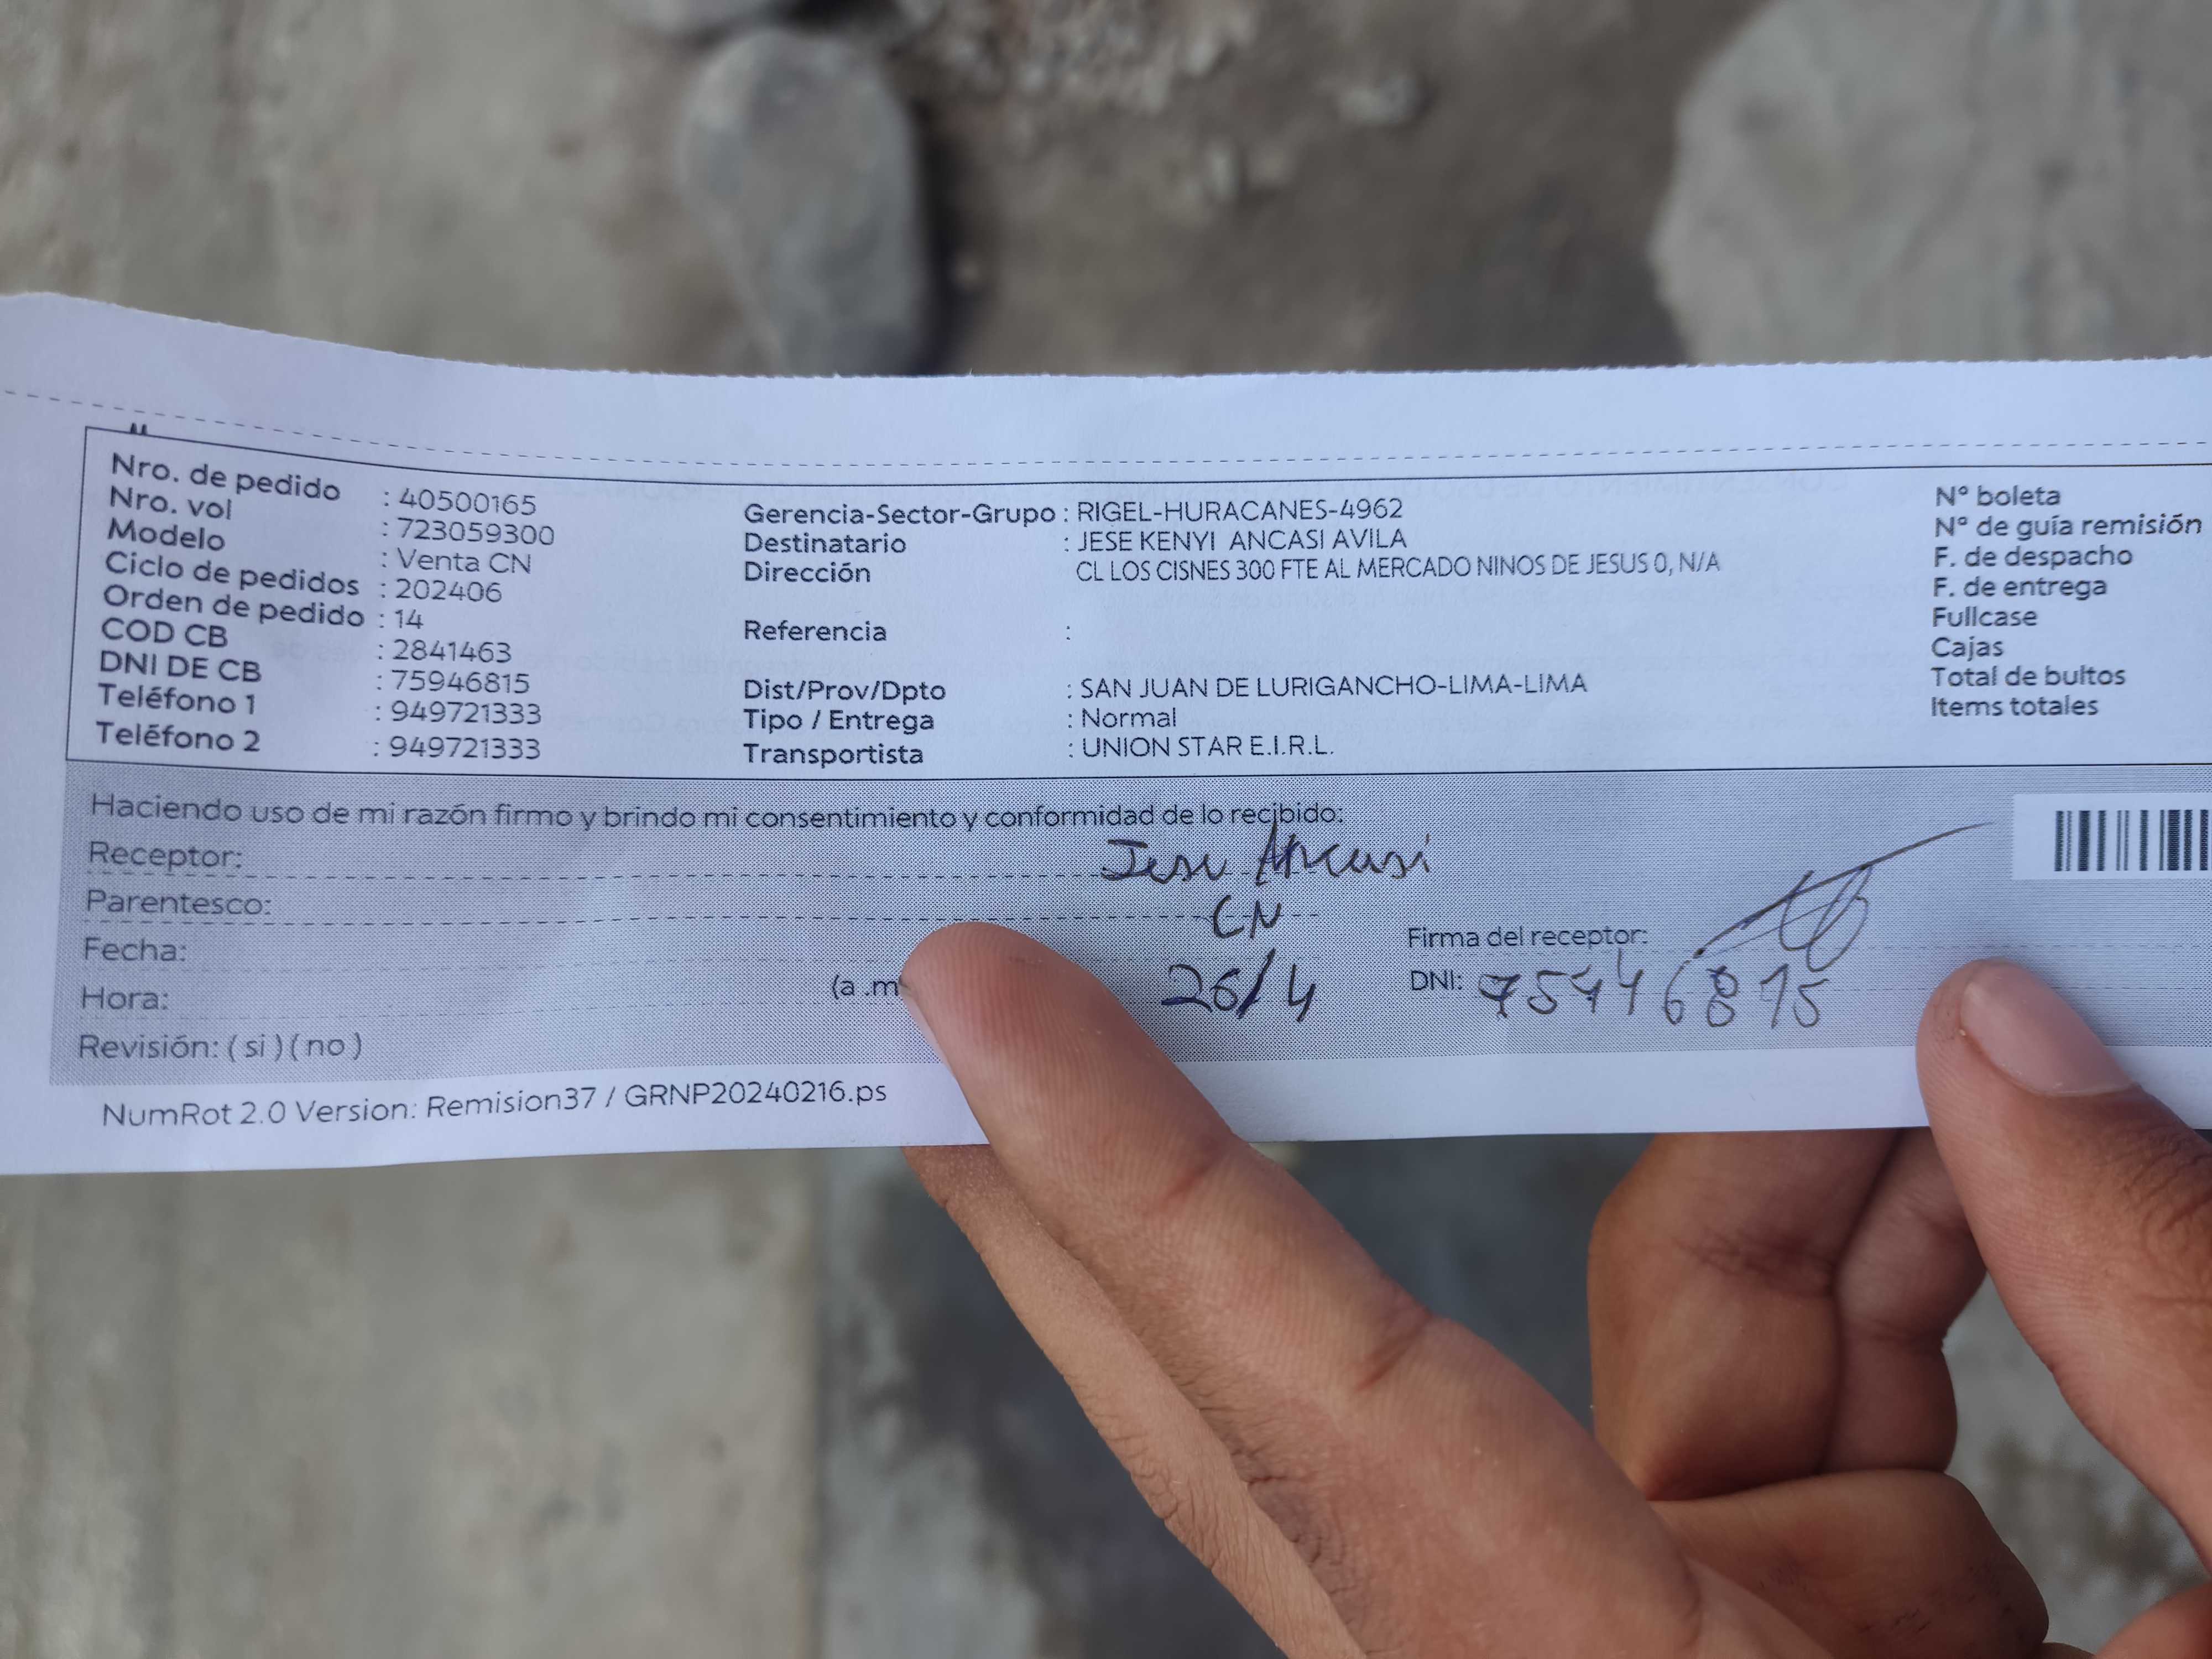 Nro. de pedido : 40500165
Nro. vol : 723059300
Modelo : Venta CN
Ciclo de pedidos : 202406
Orden de pedido : 14
COD CB : 2841463
DNI DE CB : 75946815
Teléfono 1 : 949721333
Teléfono 2 : 949721333
Gerencia-Sector-Grupo : RIGEL-HURACANES-4962
Destinatario : JESE KENYI ANCASI AVILA
Dirección CL LOS CISNES 300 FTE AL MERCADO NINOS DE JESUS 0, N/A
Referencia :
Dist/Prov/Dpto : SAN JUAN DE LURIGANCHO-LIMA-LIMA
Tipo / Entrega : Normal
Transportista : UNION STAR E.I.R.L.
N° boleta
N° de guía remisión
F. de despacho
F. de entrega
Fullcase
Cajas
Total de bultos
Items totales
Haciendo uso de mi razón firmo y brindo mi consentimiento y conformidad de lo recibido:
Receptor: Jese Ancasi
Parentesco: CN
Fecha: 26/4
Hora: (a.m
Revisión: ( si ) ( no )
Firma del receptor:
DNI: 75946815
NumRot 2.0 Version: Remision37 / GRNP20240216.ps